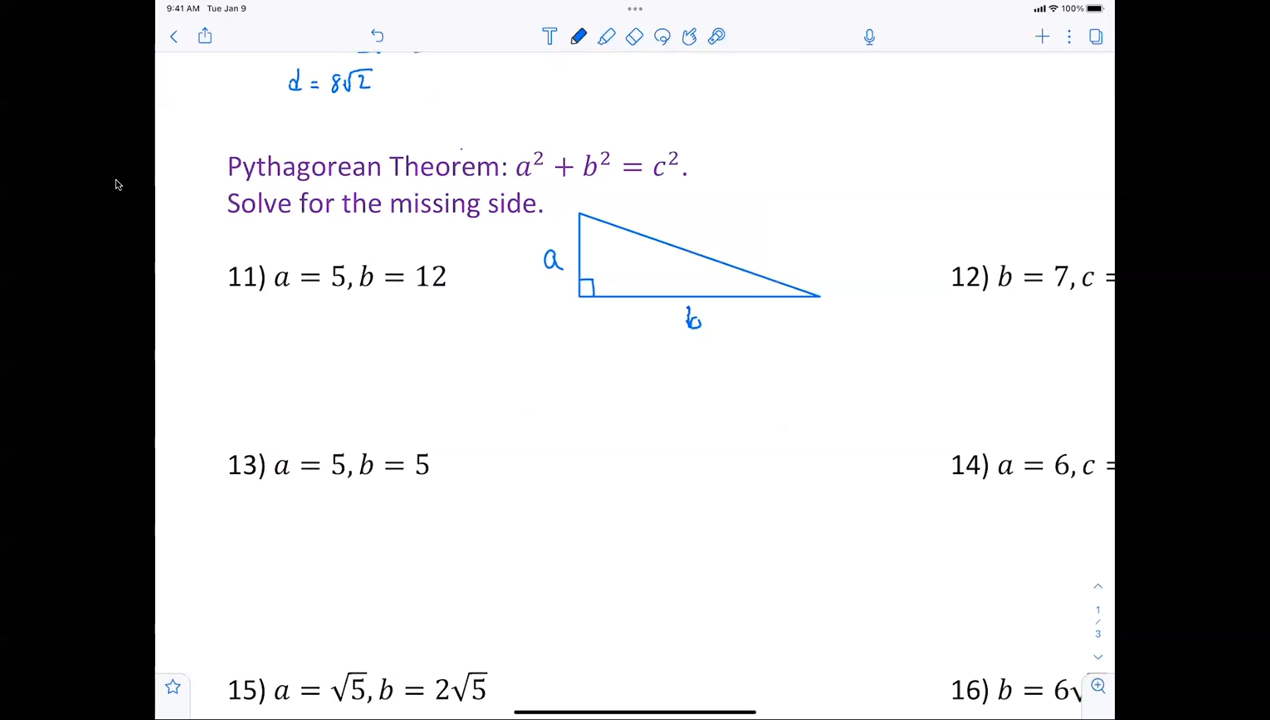 9:41 AM Tue Jan 9
100%
d = 8√2
Pythagorean Theorem: a² + b² = c².
Solve for the missing side.
11) a = 5, b = 12
a
b
12) b = 7, c =
13) a = 5, b = 5
14) a = 6, c =
1
/
3
15) a = √5, b = 2√5
16) b = 6√